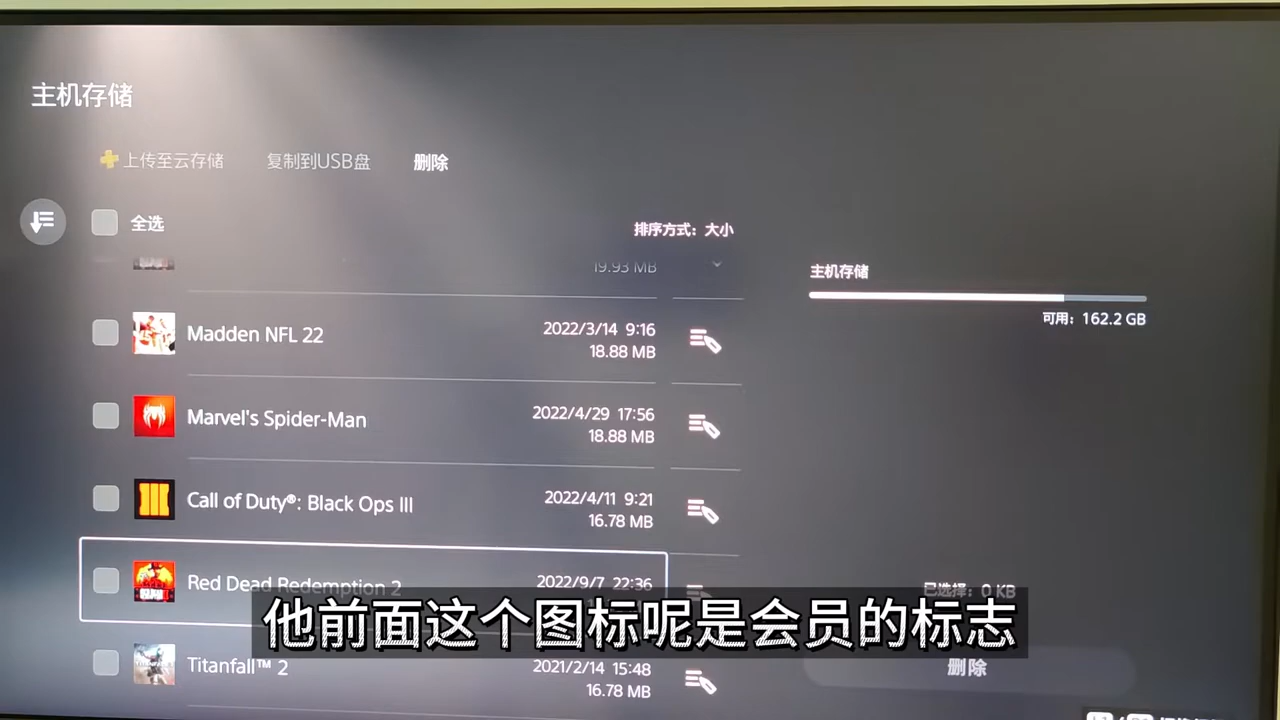 主机存储
上传至云存储 复制到USB盘 删除
全选 排序方式：大小
19.93 MB
主机存储
可用：162.2 GB
Madden NFL 22 2022/3/14 9:16
18.88 MB
Marvel's Spider-Man 2022/4/29 17:56
18.88 MB
Call of Duty®: Black Ops III 2022/4/11 9:21
16.78 MB
Red Dead Redemption 2 2022/9/7 22:36
已选择：0 KB
他前面这个图标呢是会员的标志
Titanfall™ 2 2021/2/14 15:48
16.78 MB
删除